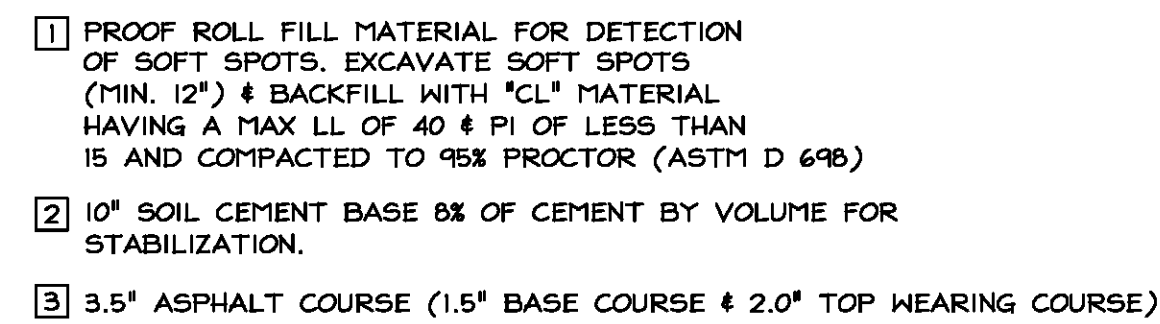 1 PROOF ROLL FILL MATERIAL FOR DETECTION
OF SOFT SPOTS. EXCAVATE SOFT SPOTS
(MIN. 12") & BACKFILL WITH "CL" MATERIAL
HAVING A MAX LL OF 40 & PI OF LESS THAN
15 AND COMPACTED TO 95% PROCTOR (ASTM D 698)
2 10" SOIL CEMENT BASE 8% OF CEMENT BY VOLUME FOR
STABILIZATION.
3 3.5" ASPHALT COURSE (1.5" BASE COURSE & 2.0" TOP WEARING COURSE)